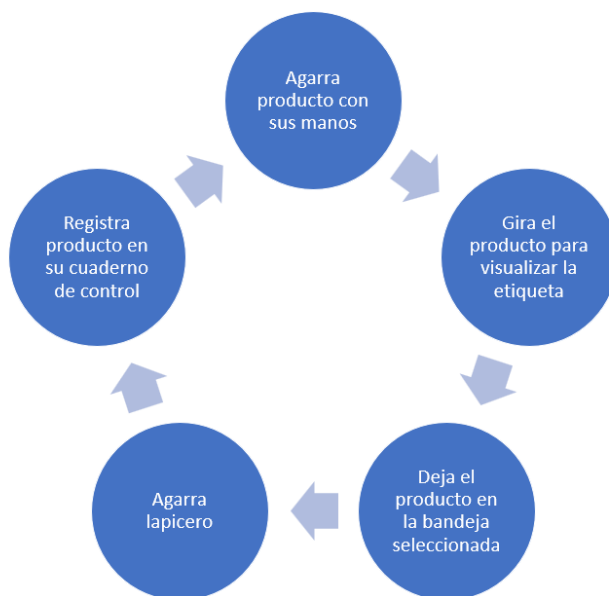 Agarra
producto con
sus manos
Gira el
producto para
visualizar la
etiqueta
Deja el
producto en
la bandeja
seleccionada
Agarra
lapicero
Registra
producto en
su cuaderno
de control